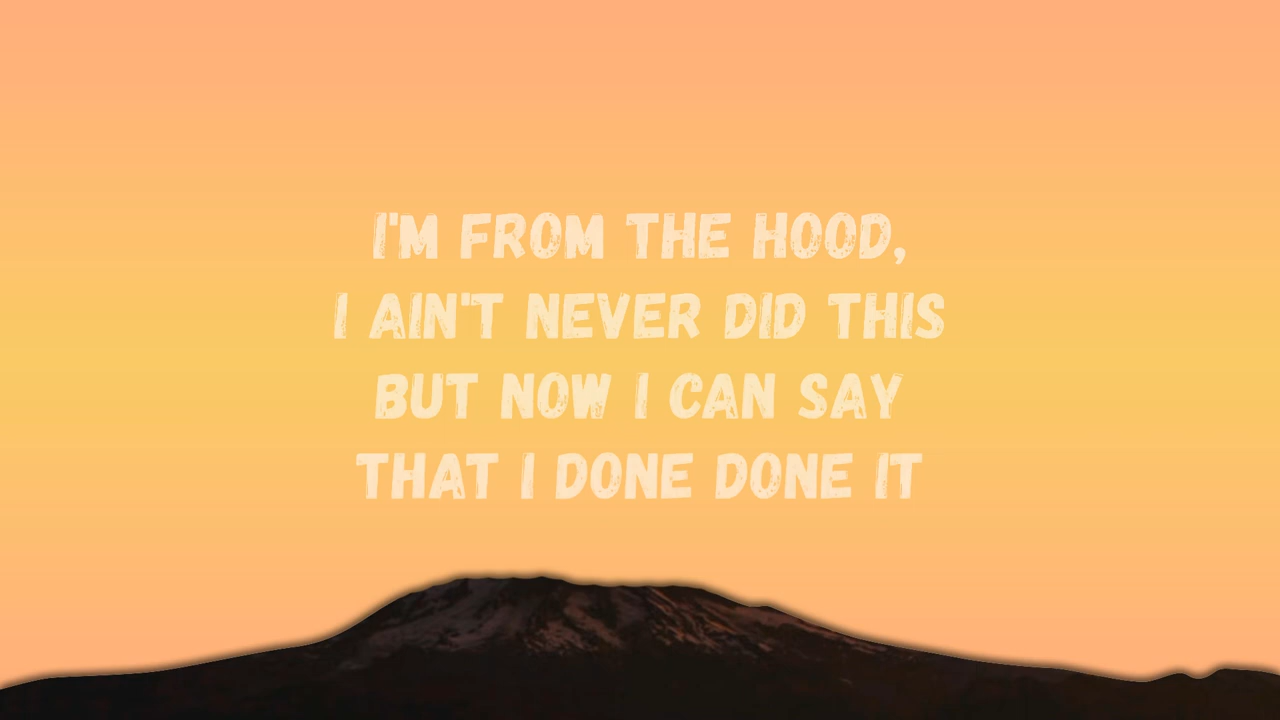 I'M FROM THE HOOD,
I AIN'T NEVER DID THIS
BUT NOW I CAN SAY
THAT I DONE DONE IT